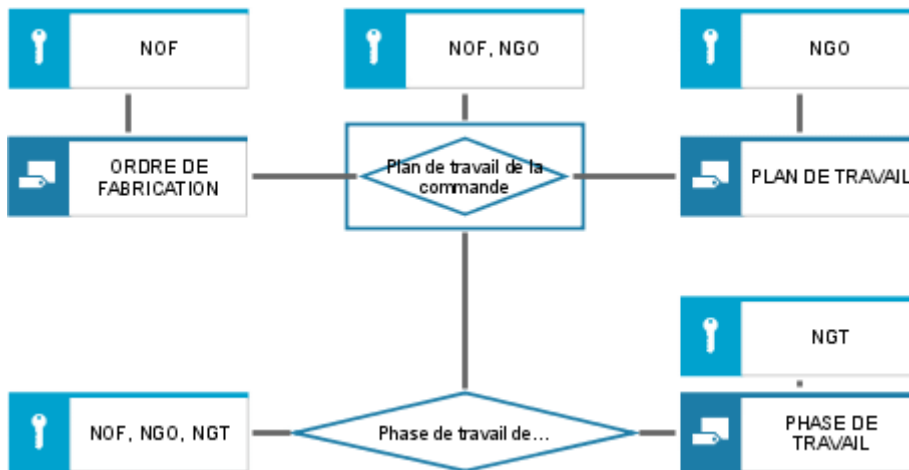 NOF
NOF, NGO
NGO
ORDRE DE
FABRICATION
Plan de travail de la
commande
PLAN DE TRAVAIL
NGT
NOF, NGO, NGT
Phase de travail de...
PHASE DE
TRAVAIL